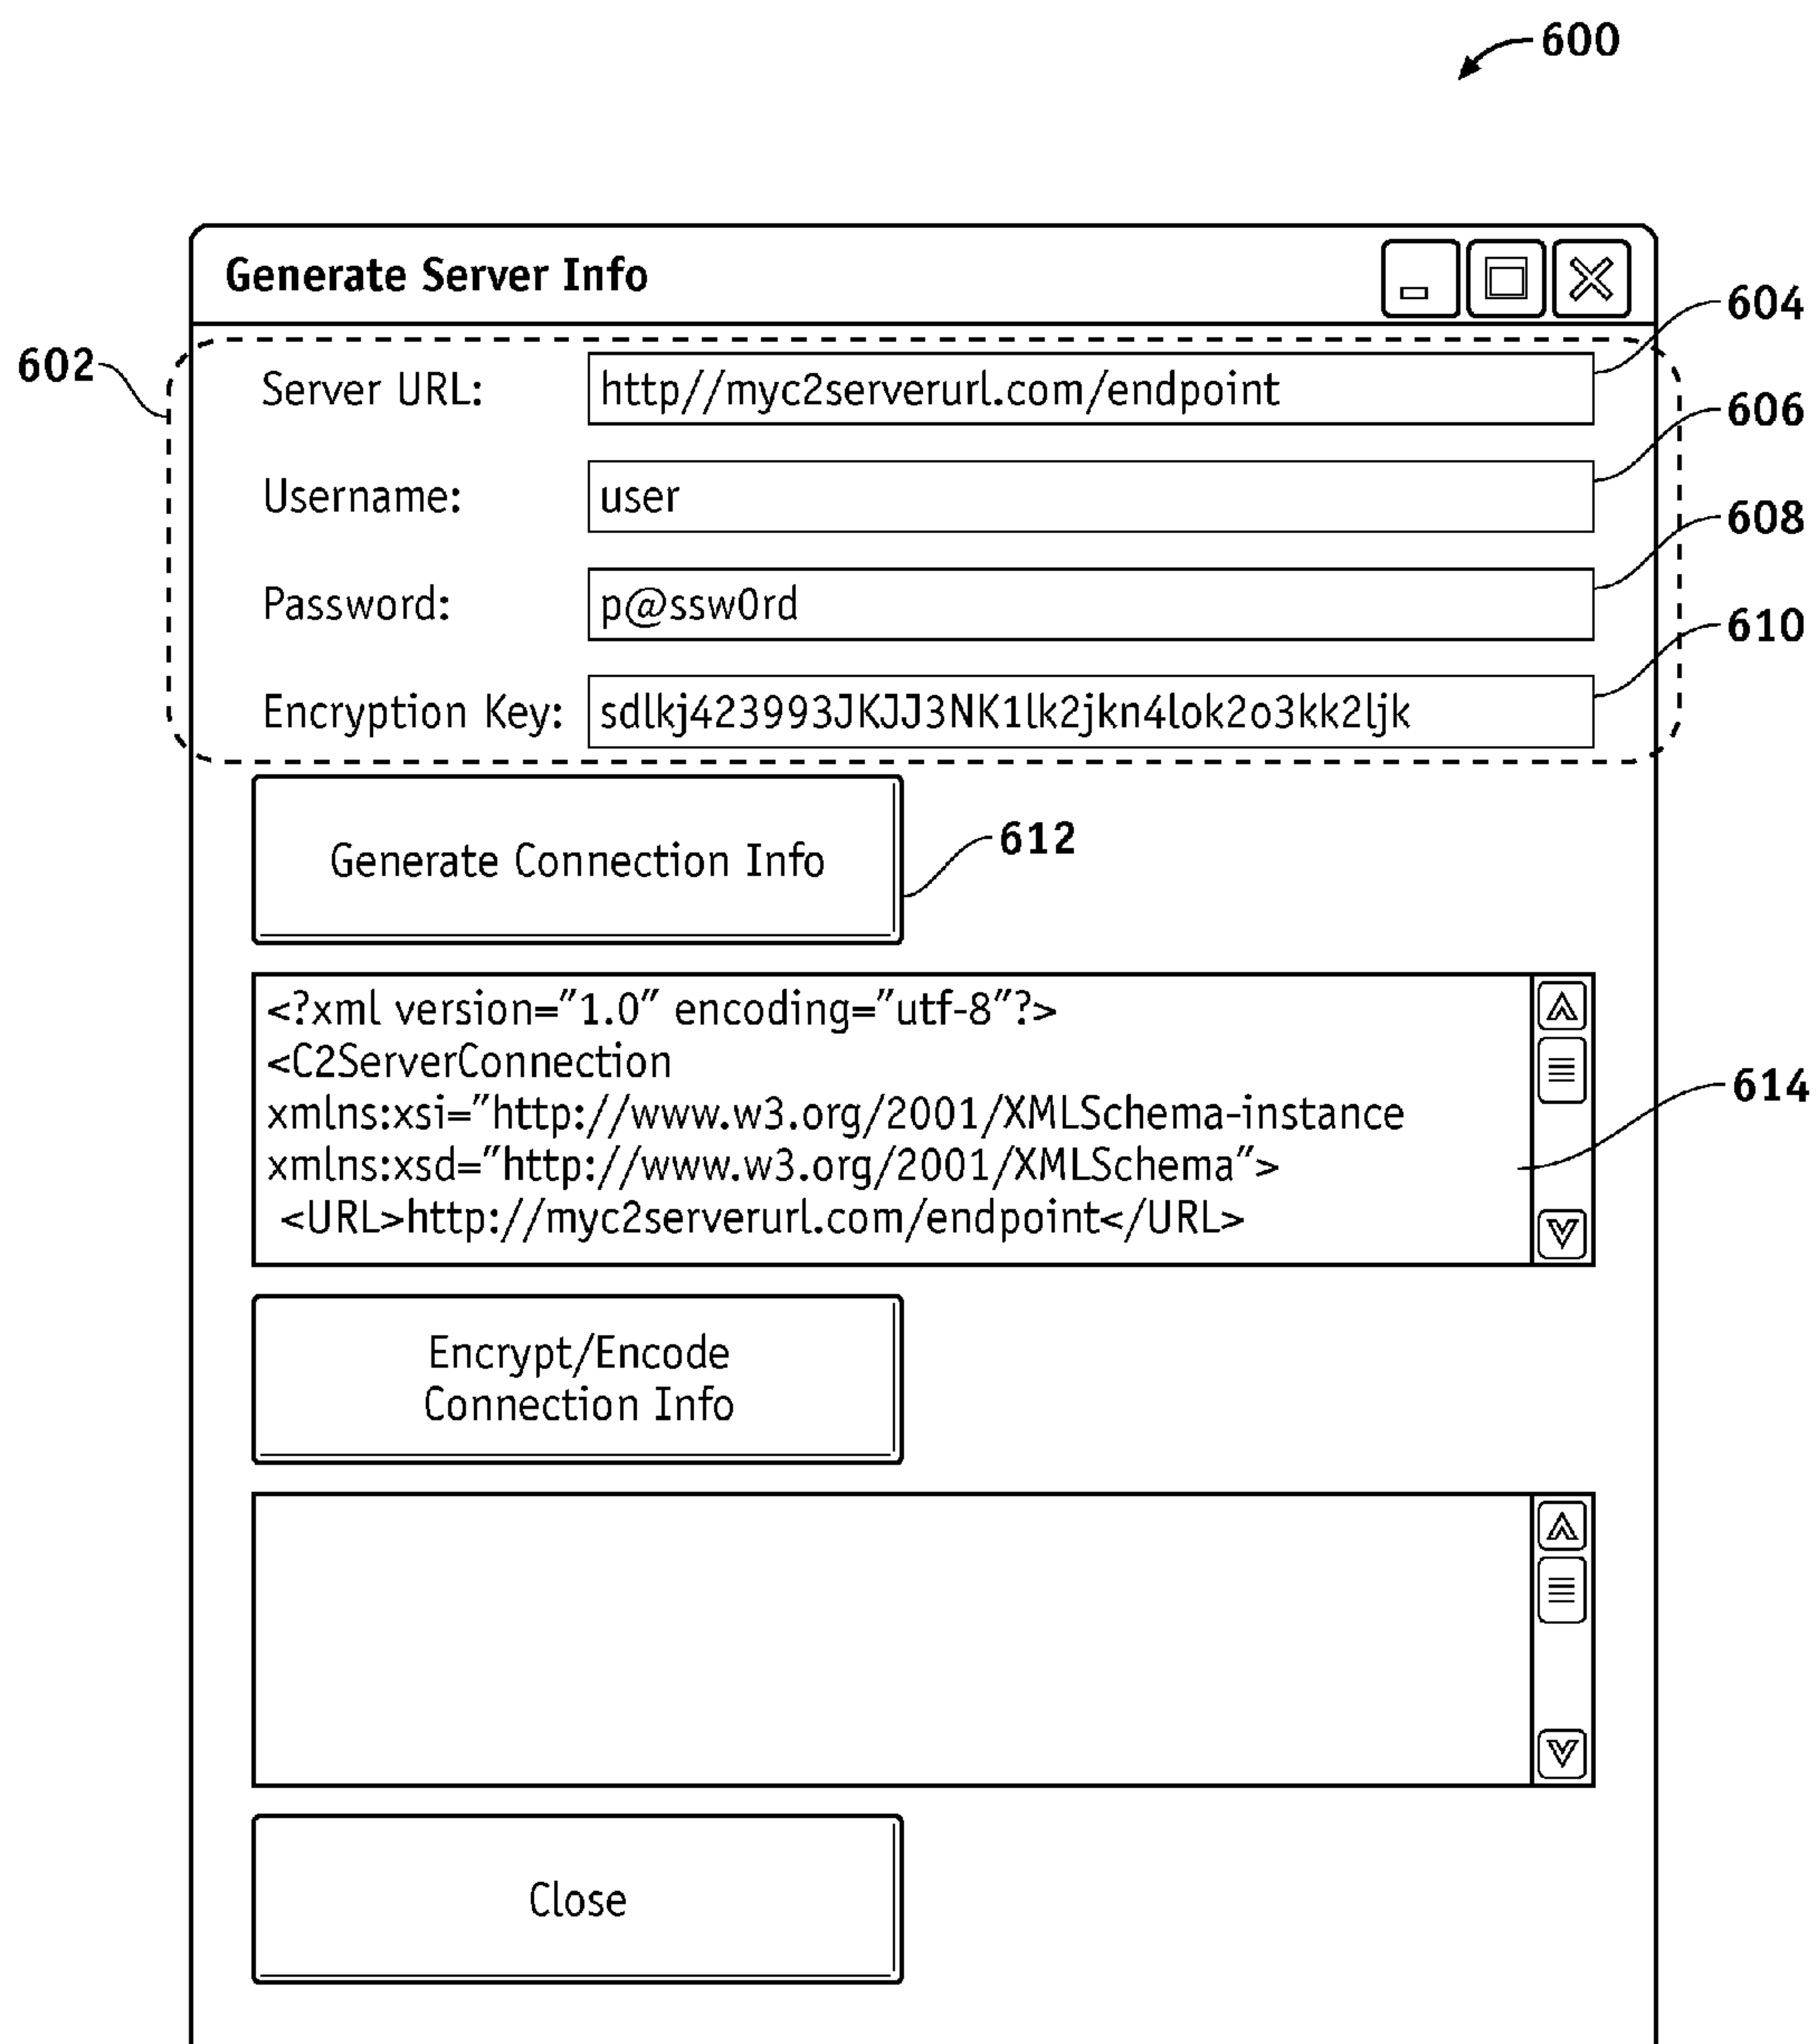 600
Generate Server Info
604
602
Server URL: http//myc2serverurl.com/endpoint
606
Username: user
608
Password: p@ssw0rd
610
Encryption Key: sdlkj423993JKJJ3NK1lk2jkn4lok2o3kk2ljk
Generate Connection Info
612
<?xml version="1.0" encoding="utf-8"?>
<C2ServerConnection
xmlns:xsi="http://www.w3.org/2001/XMLSchema-instance
xmlns:xsd="http://www.w3.org/2001/XMLSchema">
<URL>http://myc2serverurl.com/endpoint</URL>
614
Encrypt/Encode
Connection Info
Close